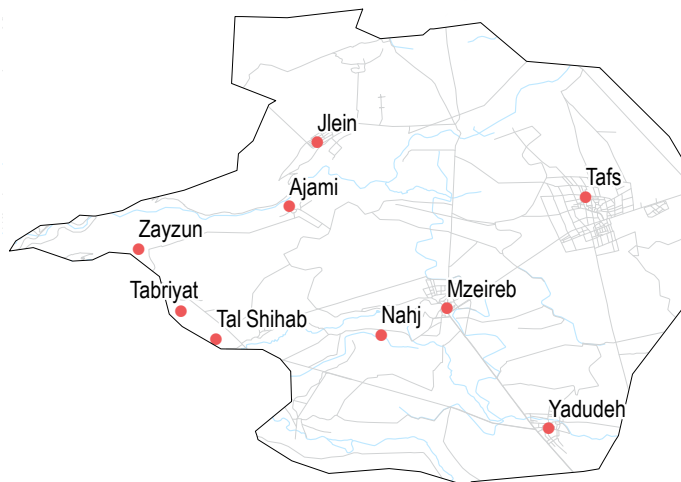 Jlein
Tafs
Ajami
Zayzun
Tabriyat
Mzeireb
Tal Shihab
Nahj
Yadudeh